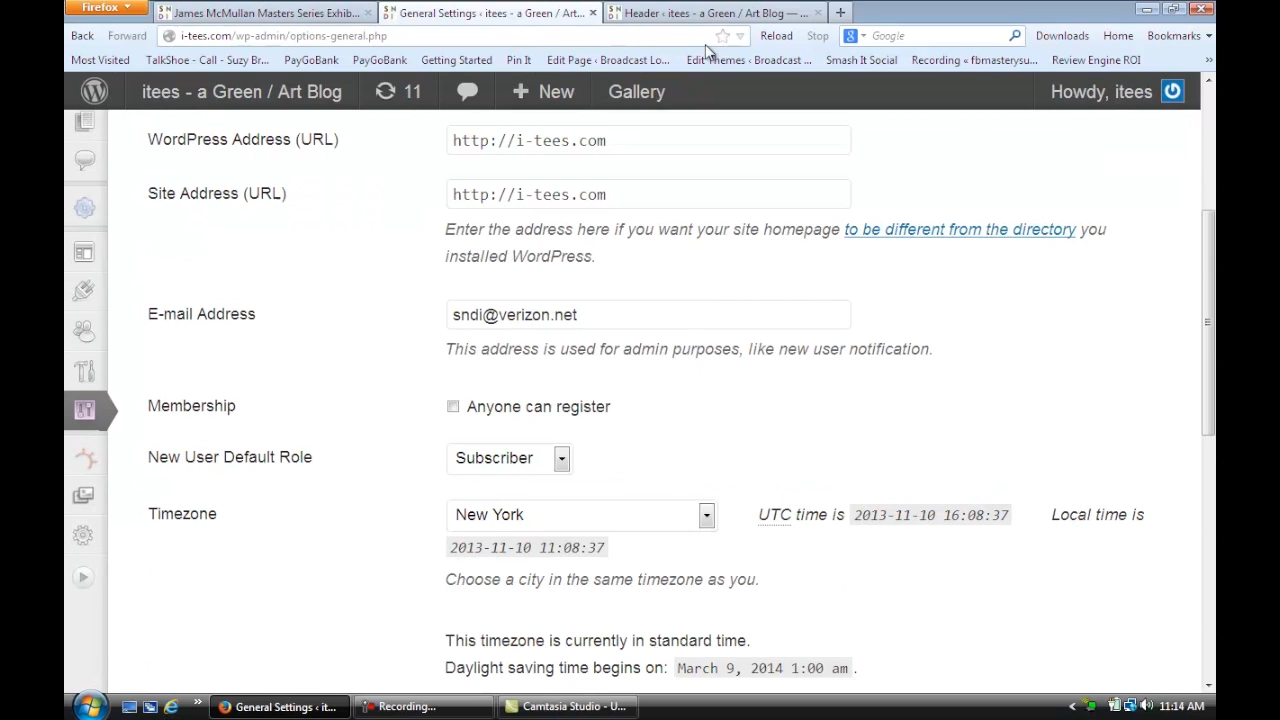 Firefox
James McMullan Masters Series Exhib...
General Settings ‹ itees - a Green / Art...
Header ‹ itees - a Green / Art Blog — ...
Back
Forward
i-tees.com/wp-admin/options-general.php
Reload
Stop
Google
Downloads
Home
Bookmarks
Most Visited
TalkShoe - Call - Suzy Br...
PayGoBank
PayGoBank
Getting Started
Pin It
Edit Page ‹ Broadcast Lo...
Edit Themes ‹ Broadcast ...
Smash It Social
Recording « fbmasterysu...
Review Engine ROI
»
itees - a Green / Art Blog
11
New
Gallery
Howdy, itees
WordPress Address (URL)
http://i-tees.com
Site Address (URL)
http://i-tees.com
Enter the address here if you want your site homepage to be different from the directory you
installed WordPress.
E-mail Address
sndi@verizon.net
This address is used for admin purposes, like new user notification.
Membership
Anyone can register
New User Default Role
Subscriber
Timezone
New York
UTC time is 2013-11-10 16:08:37
Local time is
2013-11-10 11:08:37
Choose a city in the same timezone as you.
This timezone is currently in standard time.
Daylight saving time begins on: March 9, 2014 1:00 am.
»
General Settings ‹ it...
Recording...
Camtasia Studio - U...
11:14 AM